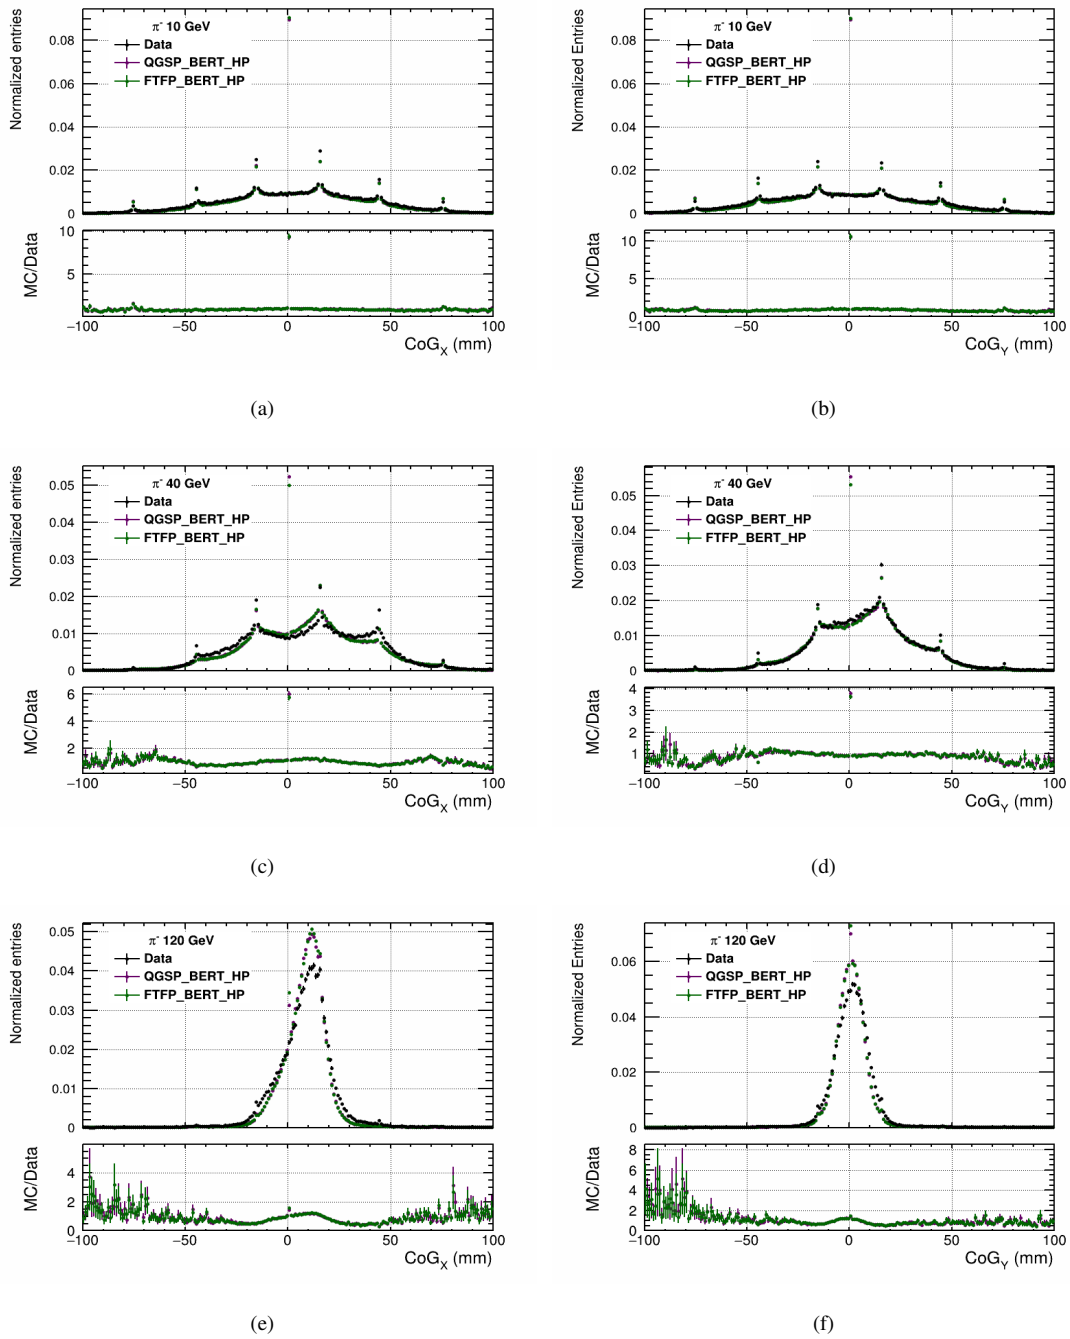 π⁻ 10 GeV
Data
QGSP_BERT_HP
FTFP_BERT_HP
Normalized entries
0.08
0.06
0.04
0.02
0
MC/Data
10
5
−100 −50 0 50 100
CoG_X (mm)
(a)
π⁻ 10 GeV
Data
QGSP_BERT_HP
FTFP_BERT_HP
Normalized Entries
0.08
0.06
0.04
0.02
0
MC/Data
10
5
0
−100 −50 0 50 100
CoG_Y (mm)
(b)
π⁻ 40 GeV
Data
QGSP_BERT_HP
FTFP_BERT_HP
Normalized entries
0.05
0.04
0.03
0.02
0.01
0
MC/Data
6
4
2
−100 −50 0 50 100
CoG_X (mm)
(c)
π⁻ 40 GeV
Data
QGSP_BERT_HP
FTFP_BERT_HP
Normalized Entries
0.05
0.04
0.03
0.02
0.01
0
MC/Data
4
3
2
1
−100 −50 0 50 100
CoG_Y (mm)
(d)
π⁻ 120 GeV
Data
QGSP_BERT_HP
FTFP_BERT_HP
Normalized entries
0.05
0.04
0.03
0.02
0.01
0
MC/Data
4
2
0
−100 −50 0 50 100
CoG_X (mm)
(e)
π⁻ 120 GeV
Data
QGSP_BERT_HP
FTFP_BERT_HP
Normalized Entries
0.06
0.04
0.02
0
MC/Data
8
6
4
2
0
−100 −50 0 50 100
CoG_Y (mm)
(f)